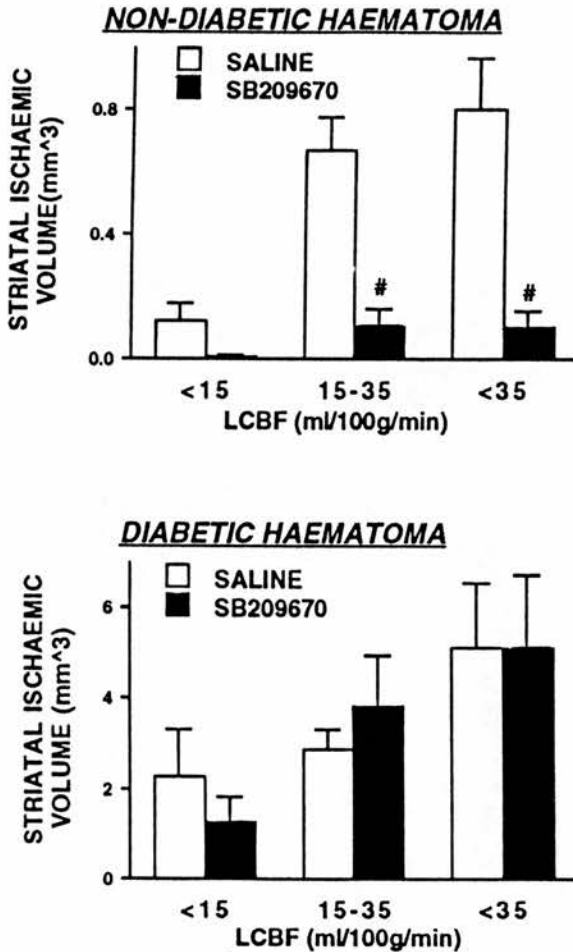 NON-DIABETIC HAEMATOMA
SALINE
SB209670
STRIATAL ISCHAEMIC
VOLUME(mm^3)
0.8
0.4
0.0
#
#
<15
15-35
<35
LCBF (ml/100g/min)
DIABETIC HAEMATOMA
SALINE
SB209670
STRIATAL ISCHAEMIC
VOLUME (mm^3)
6
4
2
0
<15
15-35
<35
LCBF (ml/100g/min)